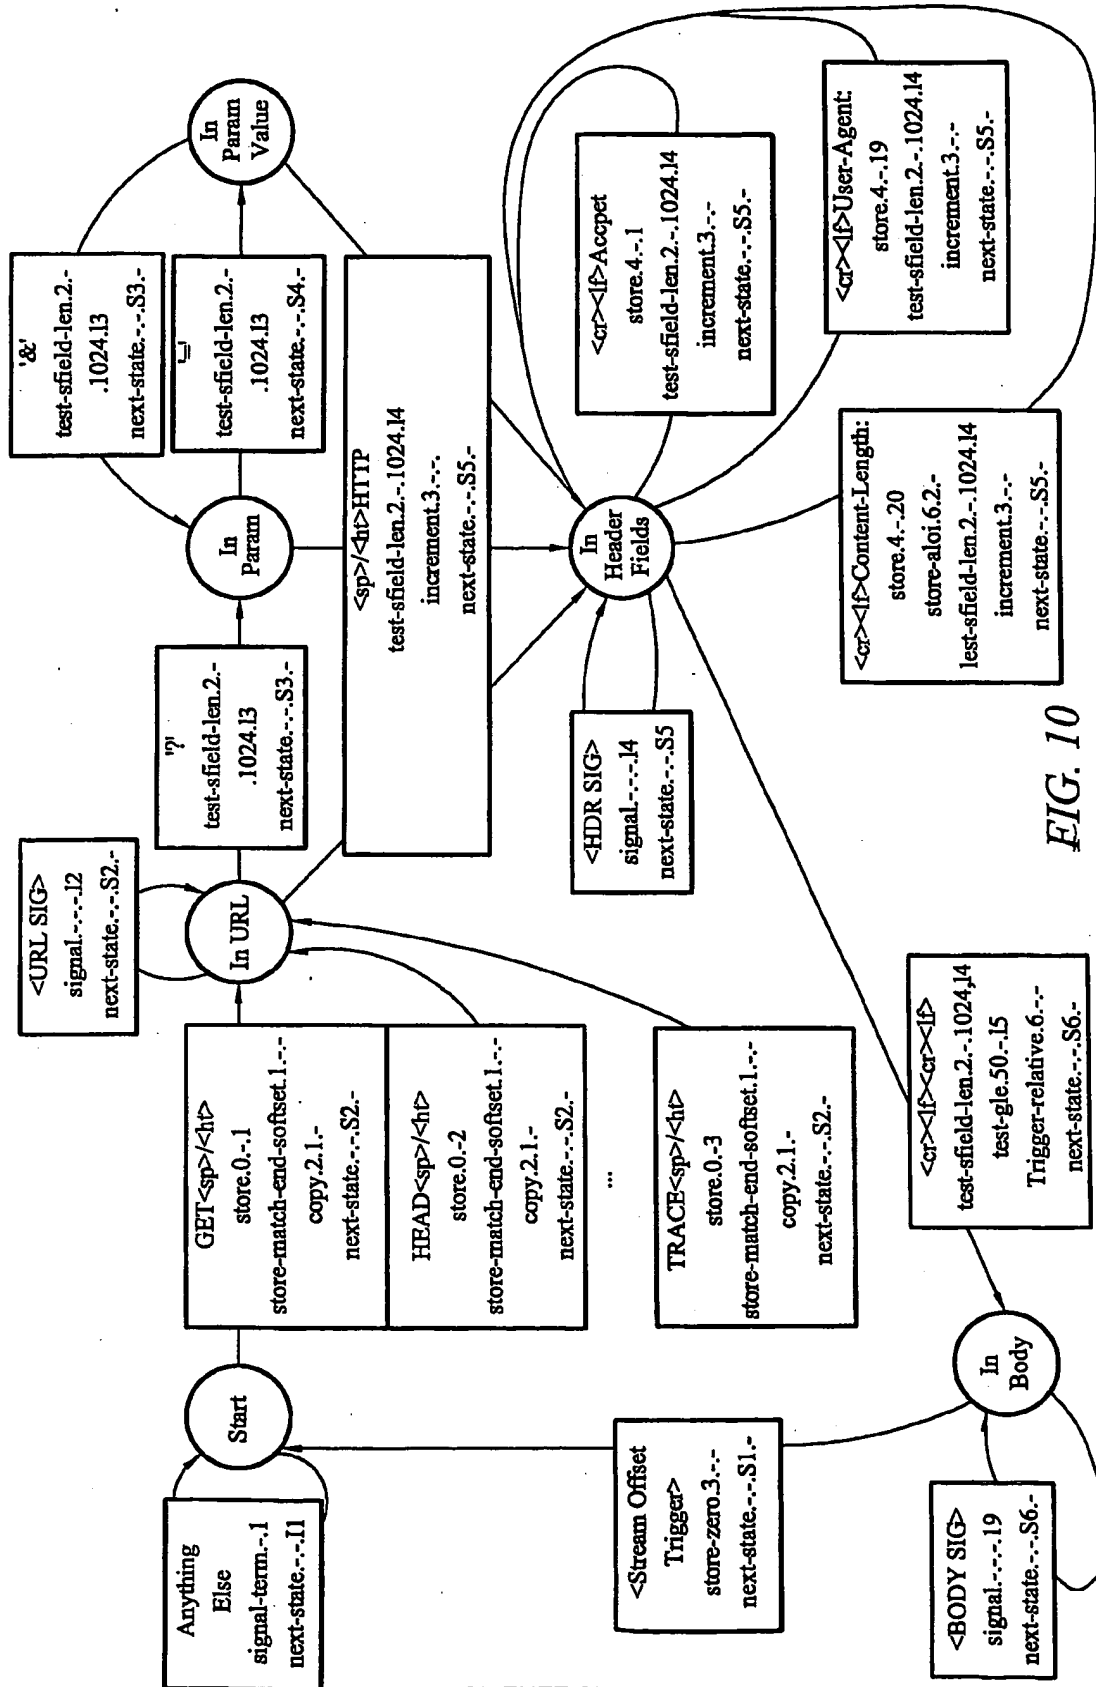 Anything
Else
signal-term.-.1
next-state.-.-.I1
Start
GET<sp>/<ht>
store.0.-.1
store-match-end-softset.1.-.-
copy.2.1.-
next-state.-.-.S2.-
HEAD<sp>/<ht>
store.0.-2
store-match-end-softset.1.-.-
copy.2.1.-
next-state.-.-.S2.-
...
TRACE<sp>/<ht>
store.0.-3
store-match-end-softset.1.-.-
copy.2.1.-
next-state.-.-.S2.-
<URL SIG>
signal.-.-.-.12
next-state.-.-.S2.-
In URL
'?'
test-sfield-len.2.-
.1024.13
next-state.-.-.S3.-
In
Param
'&'
test-sfield-len.2.-
.1024.13
next-state.-.-.S3.-
'='
test-sfield-len.2.-
.1024.13
next-state.-.-.S4.-
In
Param
Value
<sp>/<ht>HTTP
test-sfield-len.2.-.1024.14
increment.3.-.-.
next-state.-.-.S5.-
<HDR SIG>
signal.-.-.-.14
next-state.-.-.S5
In
Header
Fields
<cr><lf>Accpet
store.4.-.1
test-sfield-len.2.-.1024.14
increment.3.-.-
next-state.-.-.S5.-
<cr><lf>User-Agent:
store.4.-.19
test-sfield-len.2.-.1024.14
increment.3.-.-
next-state.-.-.S5.-
<cr><lf>Content-Length:
store.4.-.20
store-aloi.6.2.-
lest-sfield-len.2.-.1024.14
increment.3.-.-
next-state.-.-.S5.-
<cr><lf><cr><lf>
test-sfield-len.2.-.1024,14
test-gle.50.-.15
Trigger-relative.6.-.-
next-state.-.-.S6.-
In
Body
<Stream Offset
Trigger>
store-zero.3.-.-
next-state.-.-.S1.-
<BODY SIG>
signal.-.-.-.19
next-state.-.-.S6.-
FIG. 10